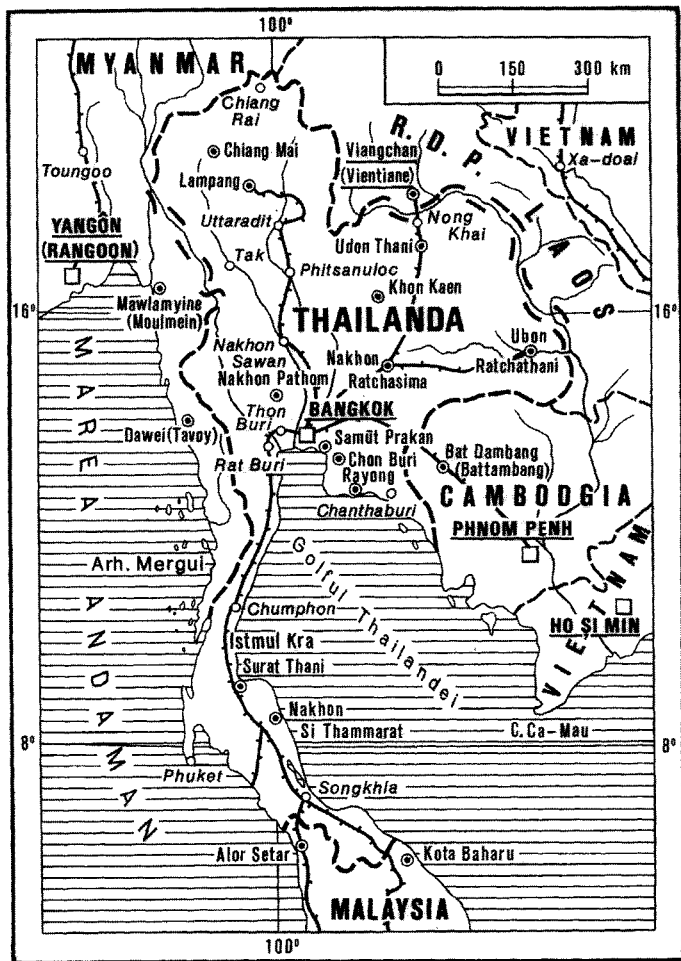 100°
MYANMAR
0 150 300 km
Chiang
Rai
R. D. P. LAOS
VIETNAM
Xa-doai
Toungoo
Chiang Mai
Viangchan
(Vientiane)
Lampang
YANGÔN
(RANGOON)
Uttaradit
Nong
Khai
Udon Thani
Tak
Phitsanuloc
Khon Kaen
16°
16°
Mawlamyine
(Moulmein)
THAILANDA
Nakhon
Sawan
Ubon
Ratchathani
Nakhon
Ratchasima
Nakhon Pathom
Thon
Buri
BANGKOK
Dawei (Tavoy)
Samut Prakan
Rat Buri
Chon Buri
Bat Dambang
(Battambang)
Rayong
Chanthaburi
CAMBODGIA
PHNOM PENH
MAREA ANDAMAN
Arh. Mergui
Golful Thailandei
VIETNAM
HO ȘI MIN
Chumphon
Istmul Kra
Surat Thani
Nakhon
Si Thammarat
C. Ca-Mau
8°
8°
Phuket
Songkhla
Alor Setar
Kota Baharu
MALAYSIA
100°